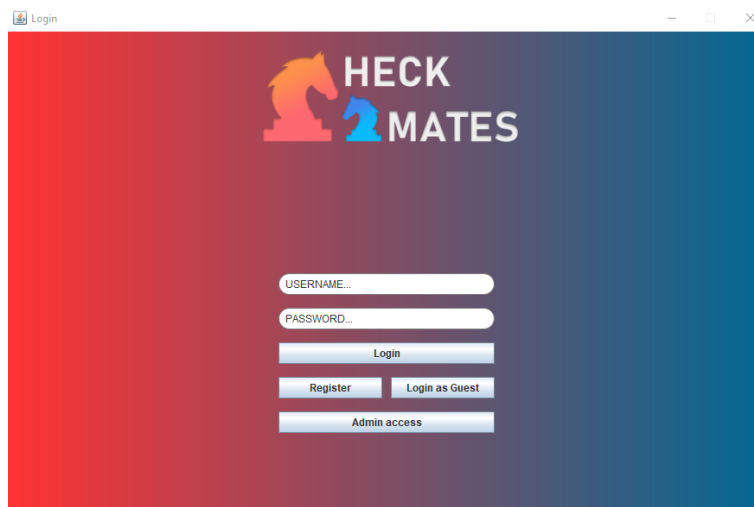 Login
HECK
MATES
USERNAME...
PASSWORD...
Login
Register Login as Guest
Admin access